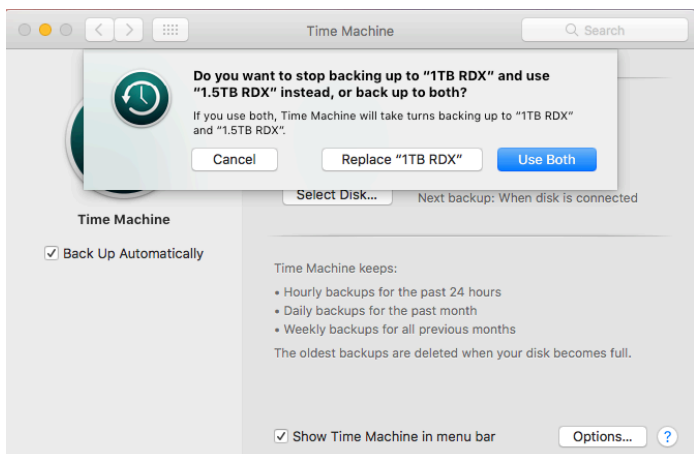 Time Machine
Search
Do you want to stop backing up to “1TB RDX” and use
“1.5TB RDX” instead, or back up to both?
If you use both, Time Machine will take turns backing up to “1TB RDX”
and “1.5TB RDX”.
Cancel
Replace “1TB RDX”
Use Both
Select Disk...
Next backup: When disk is connected
Time Machine
Back Up Automatically
Time Machine keeps:
• Hourly backups for the past 24 hours
• Daily backups for the past month
• Weekly backups for all previous months
The oldest backups are deleted when your disk becomes full.
Show Time Machine in menu bar
Options...
?